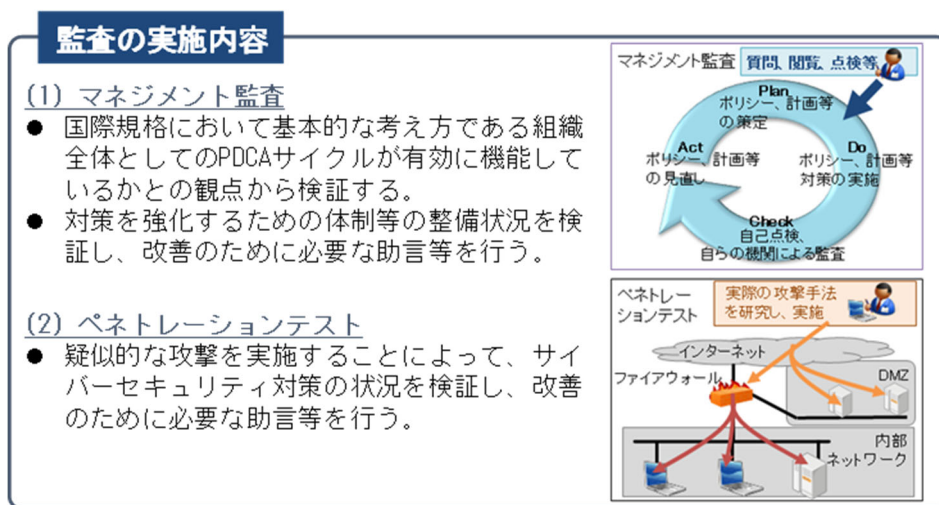 監査の実施内容
(1) マネジメント監査
● 国際規格において基本的な考え方である組織
全体としてのPDCAサイクルが有効に機能して
いるかとの観点から検証する。
● 対策を強化するための体制等の整備状況を検
証し、改善のために必要な助言等を行う。
(2) ペネトレーションテスト
● 疑似的な攻撃を実施することによって、サイ
バーセキュリティ対策の状況を検証し、改善
のために必要な助言等を行う。
マネジメント監査
質問、閲覧、点検等
Plan
ポリシー、計画等
の策定
Do
ポリシー、計画等
対策の実施
Check
自己点検、
自らの機関による監査
Act
ポリシー、計画等
の見直し
ペネトレー
ションテスト
実際の攻撃手法
を研究し、実施
インターネット
ファイアウォール
DMZ
内部
ネットワーク